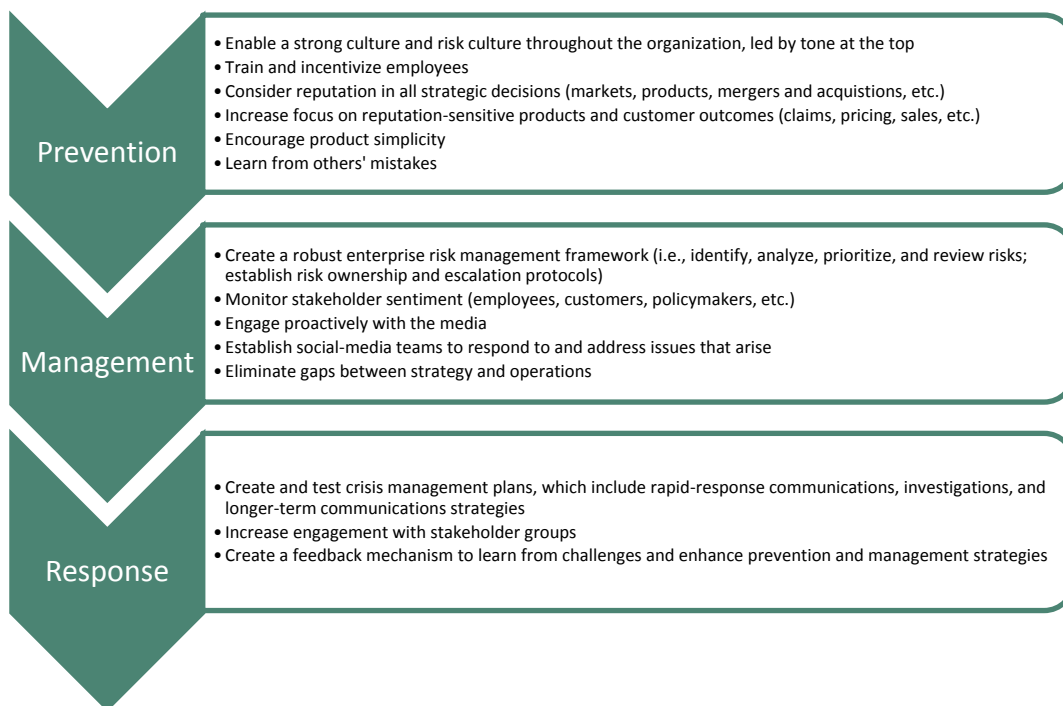 Prevention
• Enable a strong culture and risk culture throughout the organization, led by tone at the top
• Train and incentivize employees
• Consider reputation in all strategic decisions (markets, products, mergers and acquistions, etc.)
• Increase focus on reputation-sensitive products and customer outcomes (claims, pricing, sales, etc.)
• Encourage product simplicity
• Learn from others' mistakes
Management
• Create a robust enterprise risk management framework (i.e., identify, analyze, prioritize, and review risks;
establish risk ownership and escalation protocols)
• Monitor stakeholder sentiment (employees, customers, policymakers, etc.)
• Engage proactively with the media
• Establish social-media teams to respond to and address issues that arise
• Eliminate gaps between strategy and operations
Response
• Create and test crisis management plans, which include rapid-response communications, investigations, and
longer-term communications strategies
• Increase engagement with stakeholder groups
• Create a feedback mechanism to learn from challenges and enhance prevention and management strategies